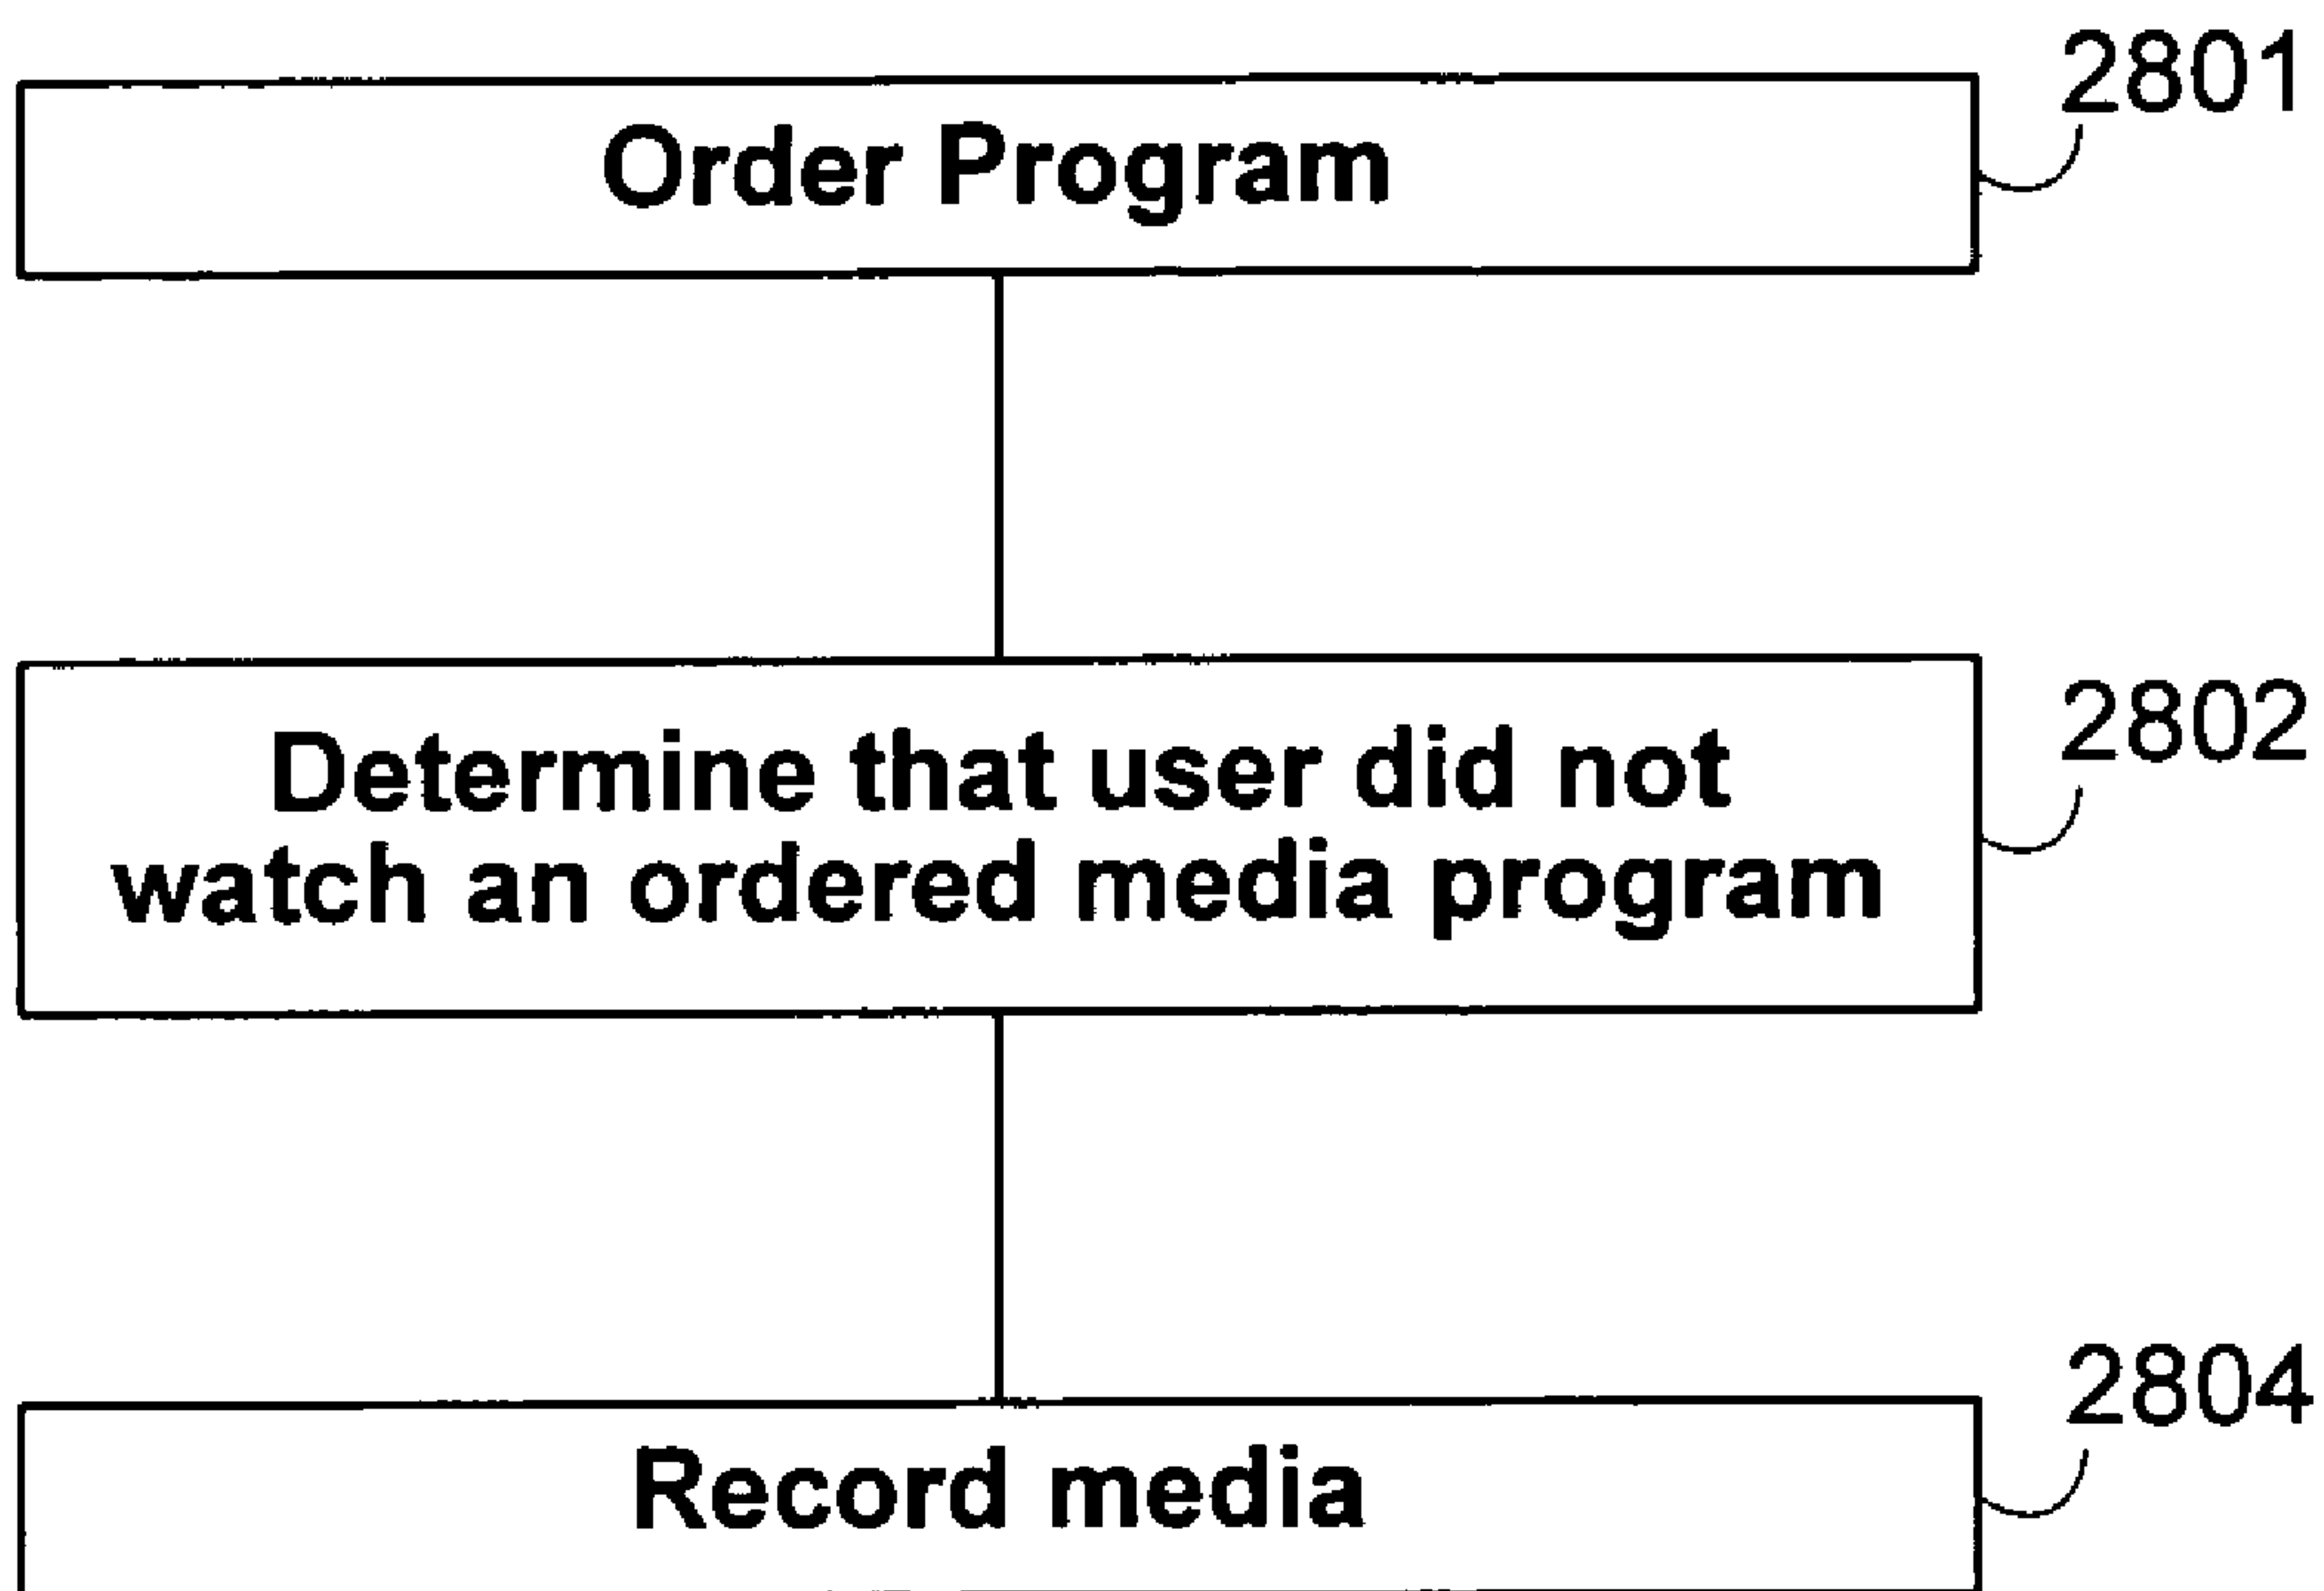 2801
Order Program
2802
Determine that user did not
watch an ordered media program
2804
Record media